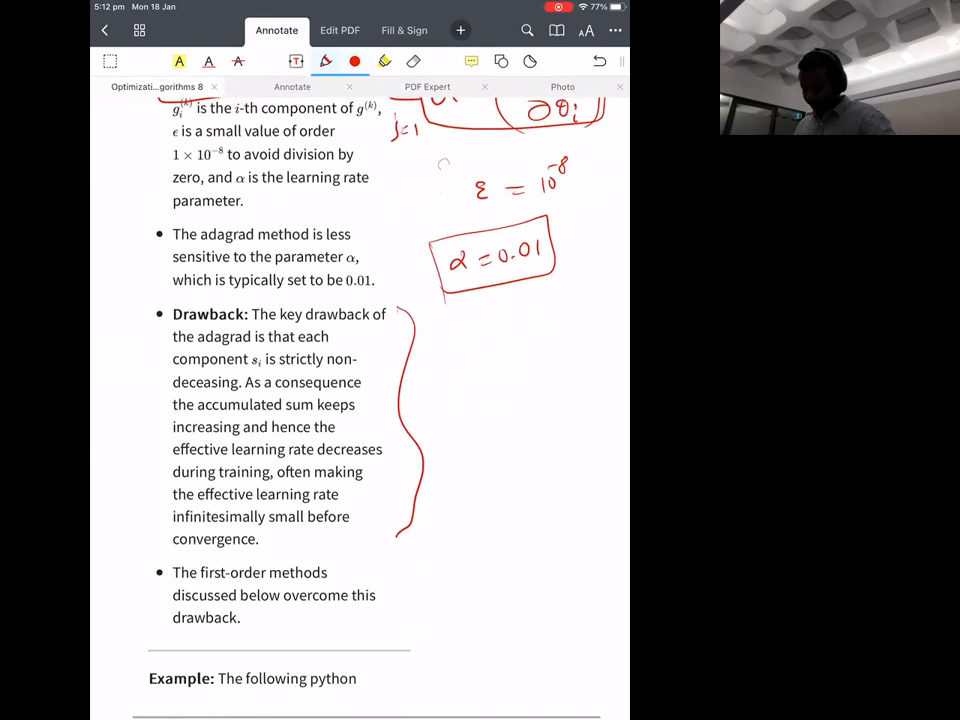 5:12 pm Mon 18 Jan
77%
Annotate
Edit PDF
Fill & Sign
AA
T
A
A
A
Optimizati...gorithms 8
Annotate
PDF Expert
Photo
g_i^(k) is the i-th component of g^(k),
ϵ is a small value of order
1 × 10^−8 to avoid division by
zero, and α is the learning rate
parameter.
The adagrad method is less
sensitive to the parameter α,
which is typically set to be 0.01.
Drawback: The key drawback of
the adagrad is that each
component s_i is strictly non-
deceasing. As a consequence
the accumulated sum keeps
increasing and hence the
effective learning rate decreases
during training, often making
the effective learning rate
infinitesimally small before
convergence.
The first-order methods
discussed below overcome this
drawback.
Example: The following python
j=1
∂θ_i
ε = 10^-8
α = 0.01